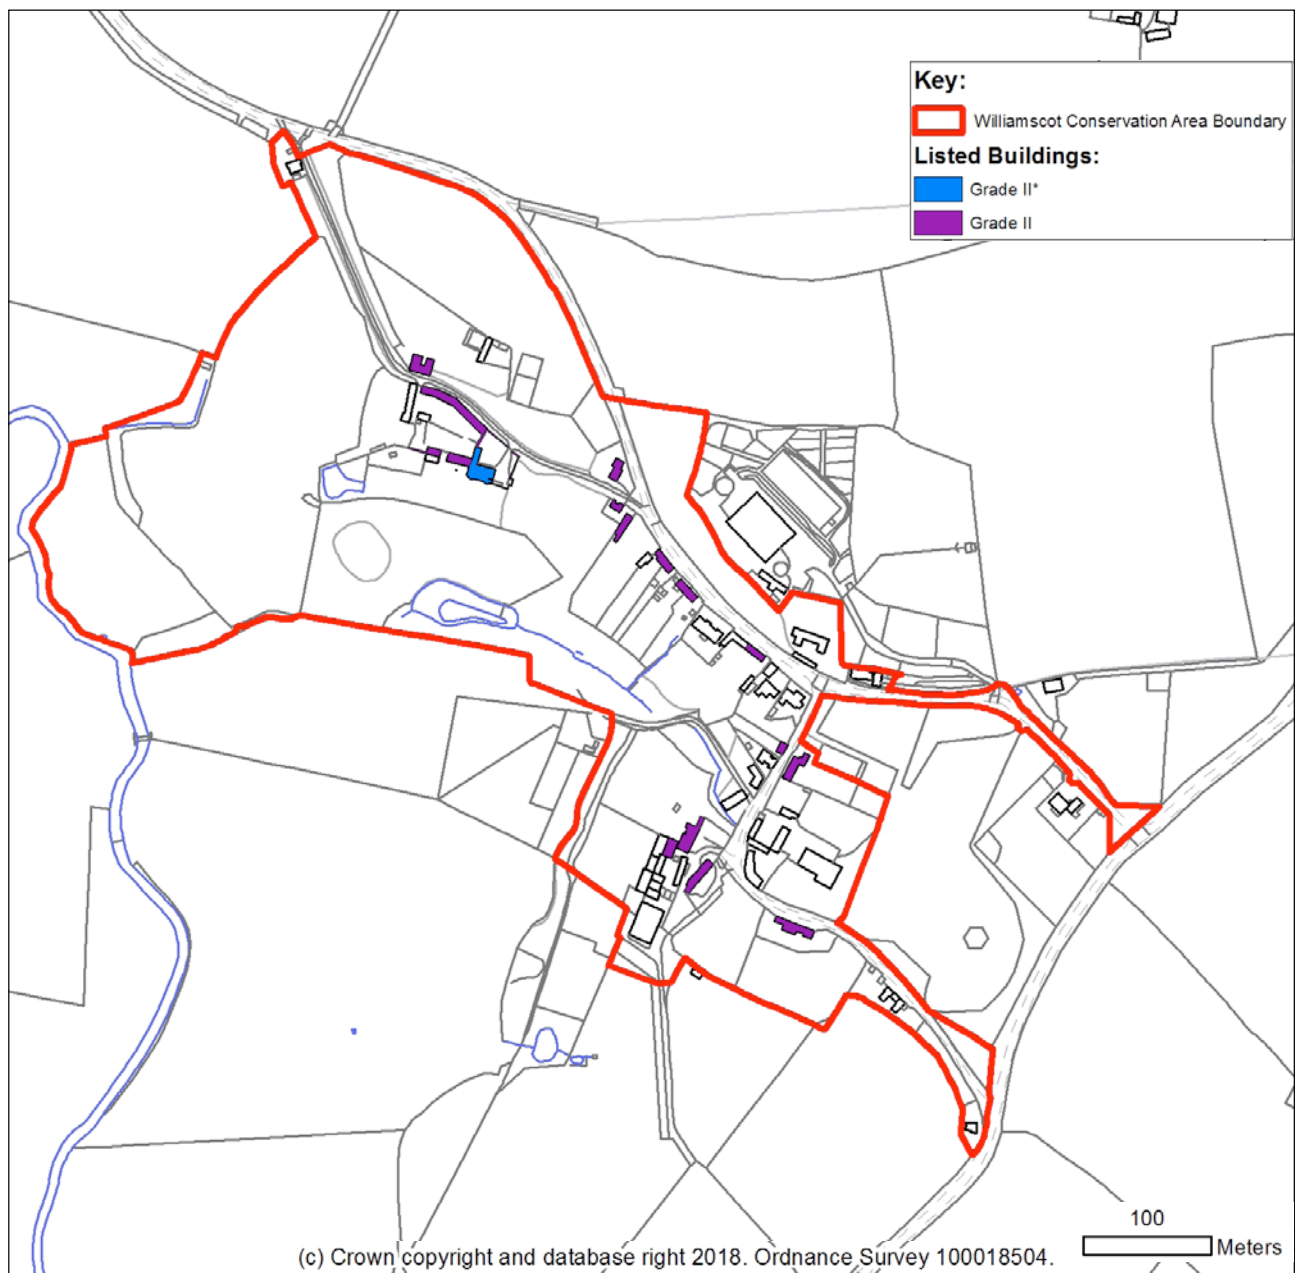 Key:
Williamscot Conservation Area Boundary
Listed Buildings:
Grade II*
Grade II
100
Meters
(c) Crown copyright and database right 2018. Ordnance Survey 100018504.